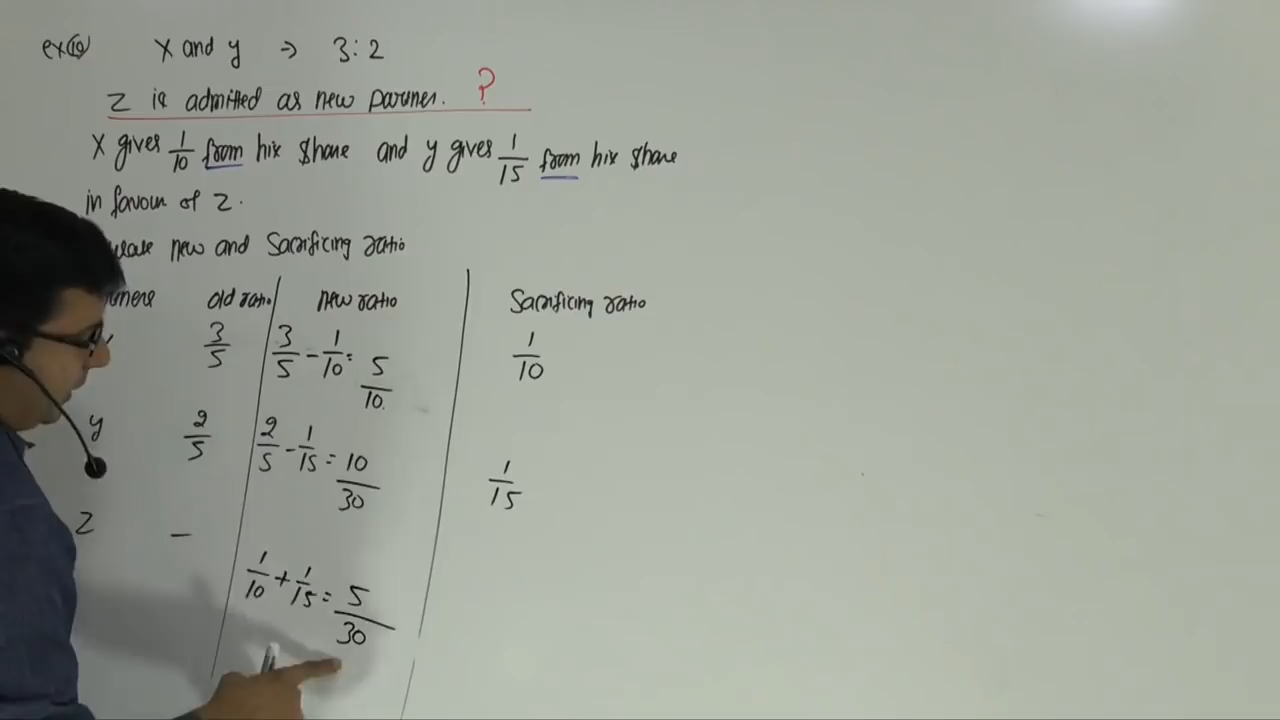 ex(10) X and y ⇒ 3:2
Z is admitted as new partner. ?
X gives 1/10 from his share and y gives 1/15 from his share
in favour of Z.
new and Sacrificing ratio
old ratio new ratio Sacrificing ratio
3/5 3/5 - 1/10 = 5/10. 1/10
y 2/5 2/5 - 1/15 = 10/30 1/15
Z —
1/10 + 1/15 = 5/30